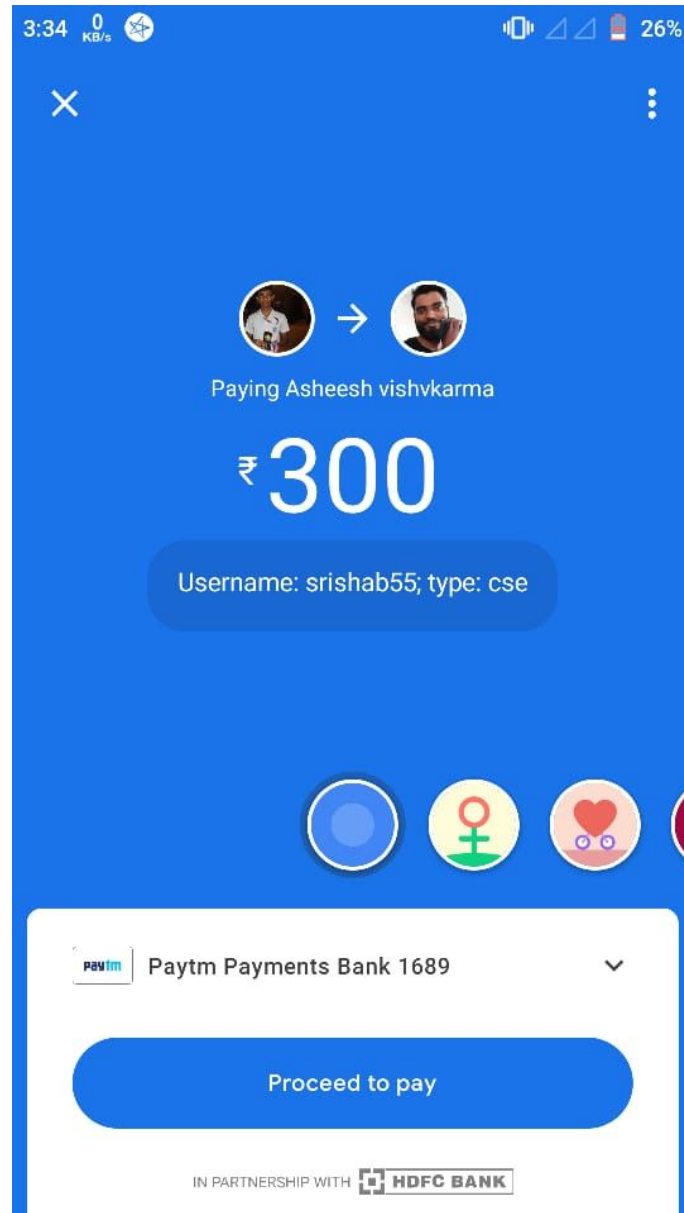 3:34 0 KB/s 26%
Paying Asheesh vishvkarma
₹300
Username: srishab55; type: cse
Paytm Paytm Payments Bank 1689
Proceed to pay
IN PARTNERSHIP WITH HDFC BANK